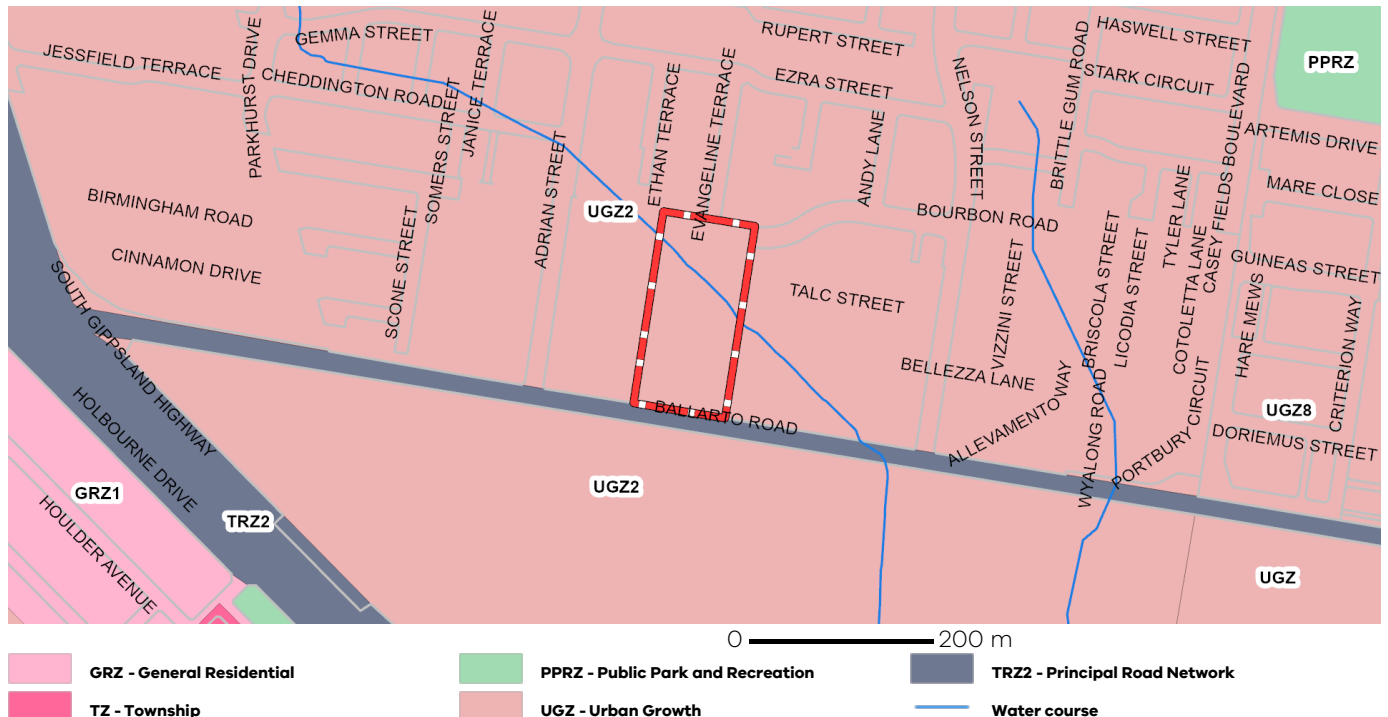 GEMMA STREET
RUPERT STREET
HASWELL STREET
JESSFIELD TERRACE
PARKHURST DRIVE
CHEDDINGTON ROAD
JANICE TERRACE
SOMERS STREET
ETHAN TERRACE
EVANGELINE TERRACE
EZRA STREET
NELSON STREET
BRITTLE GUM ROAD
STARK CIRCUIT
PPRZ
ADRIAN STREET
ANDY LANE
CASEY FIELDS BOULEVARD
ARTEMIS DRIVE
MARE CLOSE
BIRMINGHAM ROAD
UGZ2
BOURBON ROAD
TYLER LANE
CINNAMON DRIVE
SCONE STREET
TALC STREET
VIZZINI STREET
BRISCOLA STREET
LICODIA STREET
COTOLETTA LANE
GUINEAS STREET
HARE MEWS
CRITERION WAY
SOUTH GIPPSLAND HIGHWAY
HOLBOURNE DRIVE
BELLEZZA LANE
BALLARTO ROAD
ALLEVAMENTO WAY
WYALONG ROAD
PORTBURY CIRCUIT
UGZ8
DORIEMUS STREET
GRZ1
HOULDER AVENUE
TRZ2
UGZ2
UGZ
0 200 m
GRZ - General Residential
PPRZ - Public Park and Recreation
TRZ2 - Principal Road Network
TZ - Township
UGZ - Urban Growth
Water course